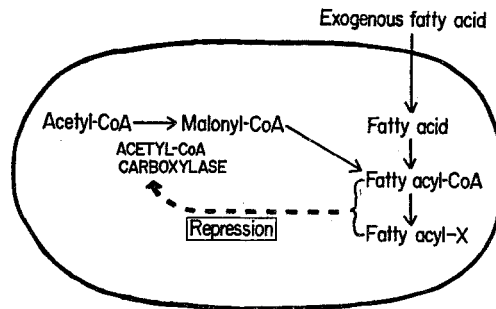 Exogenous fatty acid
Acetyl-CoA
Malonyl-CoA
Fatty acid
ACETYL-CoA
CARBOXYLASE
Fatty acyl-CoA
Repression
Fatty acyl-X